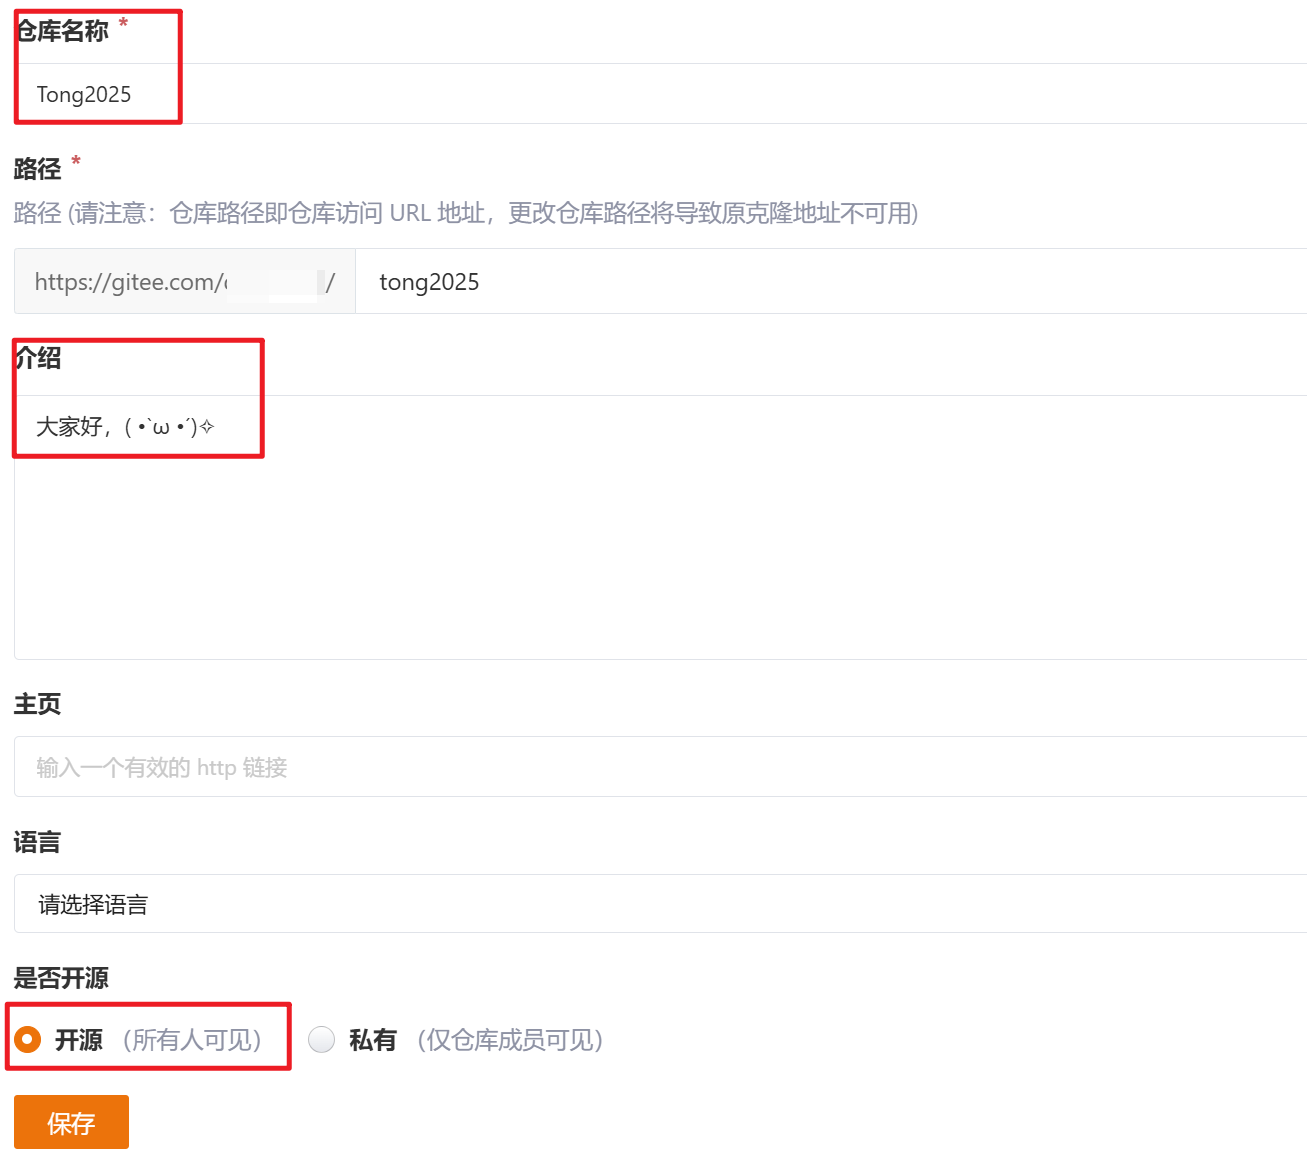 仓库名称 *
Tong2025
路径 *
路径 (请注意：仓库路径即仓库访问 URL 地址，更改仓库路径将导致原克隆地址不可用)
https://gitee.com/ / tong2025
介绍
大家好，( •̀ω •́)✧
主页
输入一个有效的 http 链接
语言
请选择语言
是否开源
开源 （所有人可见） 私有 （仅仓库成员可见）
保存